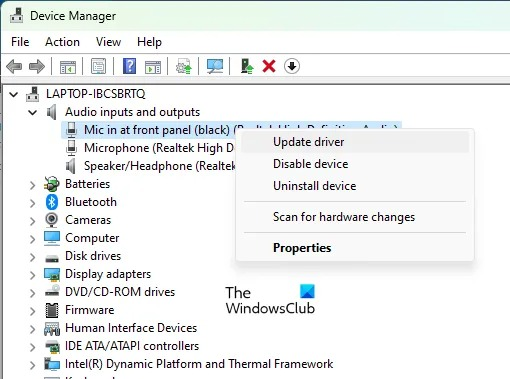 Device Manager
File Action View Help
LAPTOP-IBCSBRTQ
Audio inputs and outputs
Mic in at front panel (black) (Realtek High Definition Audio)
Update driver
Microphone (Realtek High D
Disable device
Speaker/Headphone (Realtek
Uninstall device
Batteries
Bluetooth
Scan for hardware changes
Cameras
Computer
Properties
Disk drives
Display adapters
DVD/CD-ROM drives
The
WindowsClub
Firmware
Human Interface Devices
IDE ATA/ATAPI controllers
Intel(R) Dynamic Platform and Thermal Framework